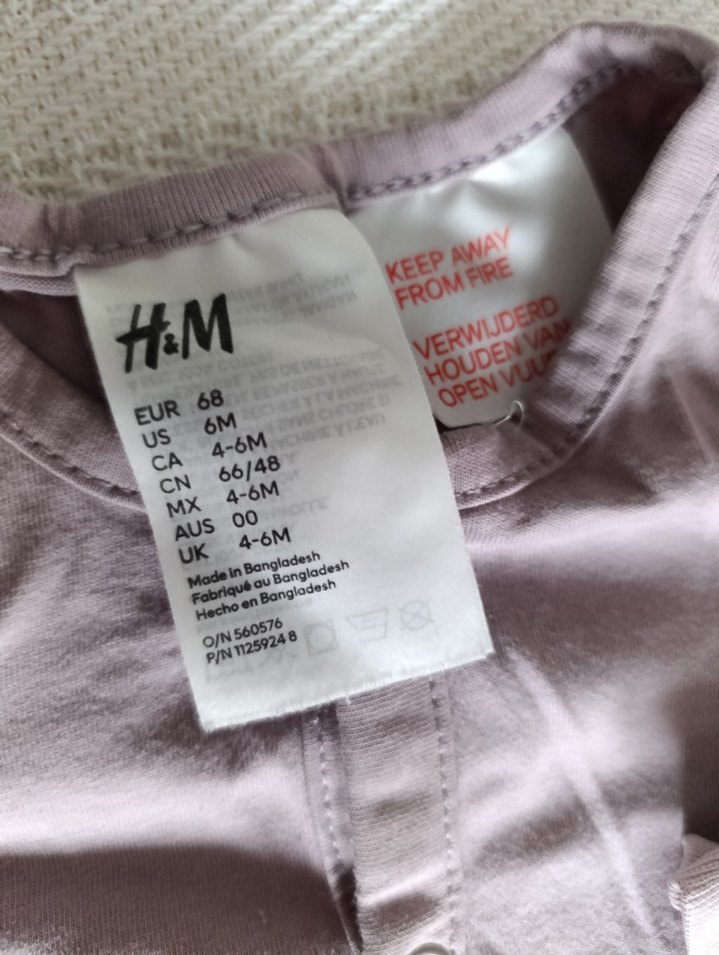 H&M
EUR 68
US 6M
CA 4-6M
CN 66/48
MX 4-6M
AUS 00
UK 4-6M
Made in Bangladesh
Fabriqué au Bangladesh
Hecho en Bangladesh
O/N 560576
P/N 1125924 8
KEEP AWAY
FROM FIRE
VERWIJDERD
HOUDEN VAN
OPEN VUUR